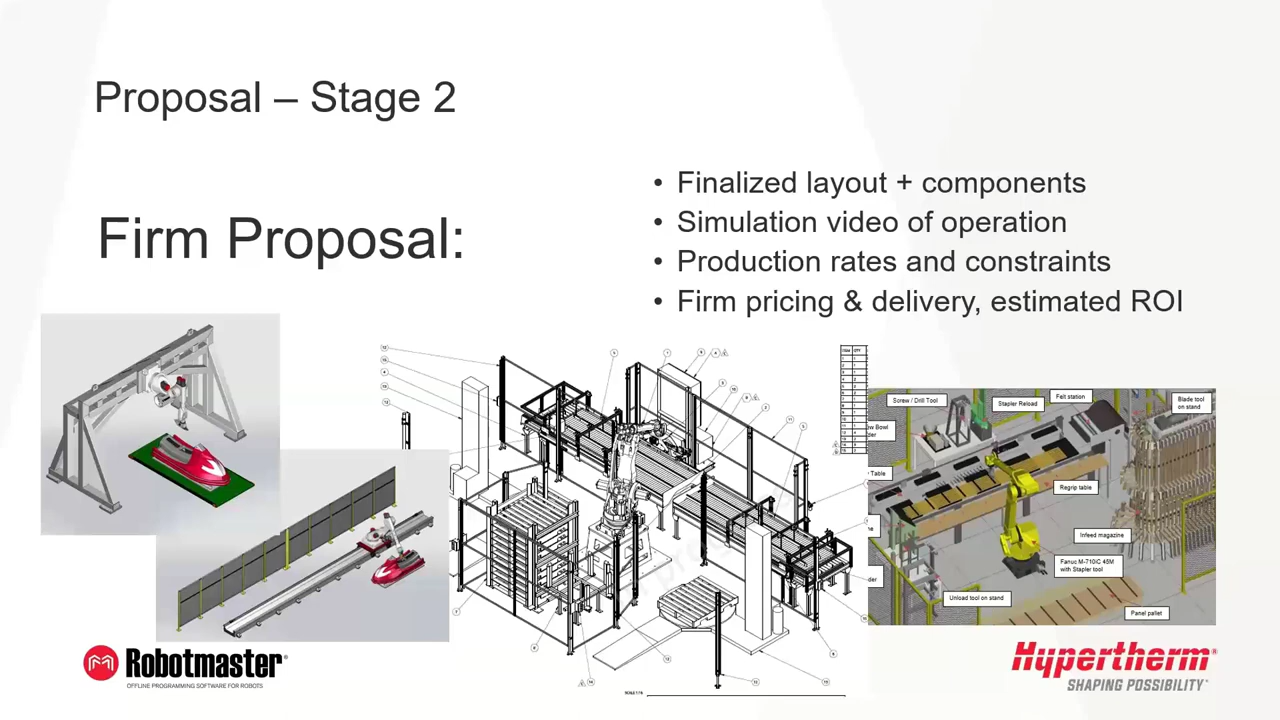 Proposal – Stage 2
Firm Proposal:
• Finalized layout + components
• Simulation video of operation
• Production rates and constraints
• Firm pricing & delivery, estimated ROI
Screw / Drill Tool
Stapler Reload
Felt station
Blade tool
on stand
Table
Regrip table
Infeed magazine
Fanuc M-710iC 45M
with Stapler tool
Unload tool on stand
Panel pallet
Robotmaster®
OFFLINE PROGRAMMING SOFTWARE FOR ROBOTS
Hypertherm®
SHAPING POSSIBILITY®